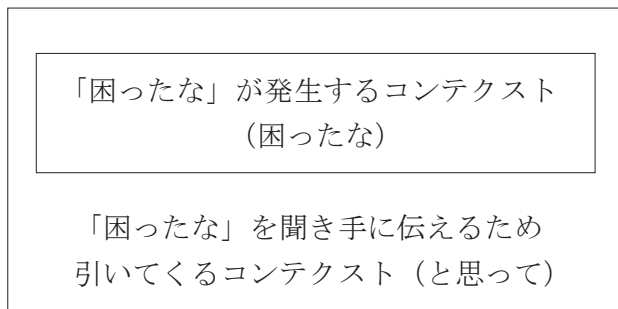 「困ったな」が発生するコンテクスト
（困ったな）
「困ったな」を聞き手に伝えるため
引いてくるコンテクスト（と思って）